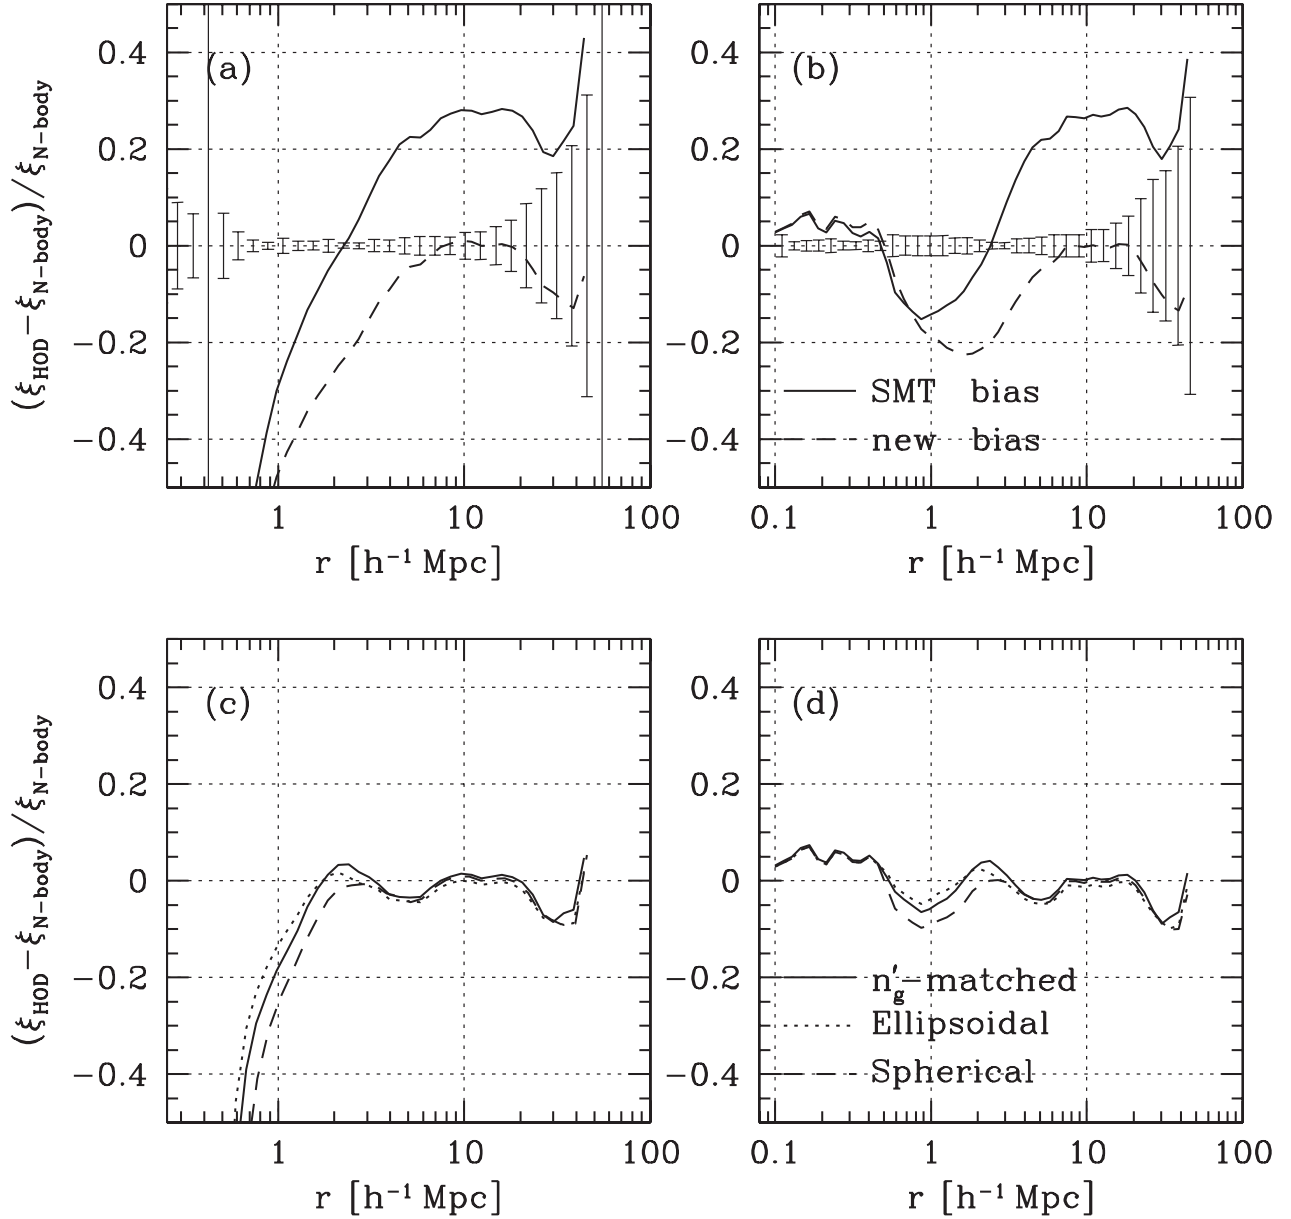 (a)
(b)
0.4
0.2
0
−0.2
−0.4
(ξHOD−ξN−body)/ξN−body
0.4
0.2
0
−0.2
−0.4
SMT bias
new bias
1
10
100
r [h⁻¹ Mpc]
0.1
1
10
100
r [h⁻¹ Mpc]
(c)
(d)
0.4
0.2
0
−0.2
−0.4
(ξHOD−ξN−body)/ξN−body
0.4
0.2
0
−0.2
−0.4
n′g−matched
Ellipsoidal
Spherical
1
10
100
r [h⁻¹ Mpc]
0.1
1
10
100
r [h⁻¹ Mpc]